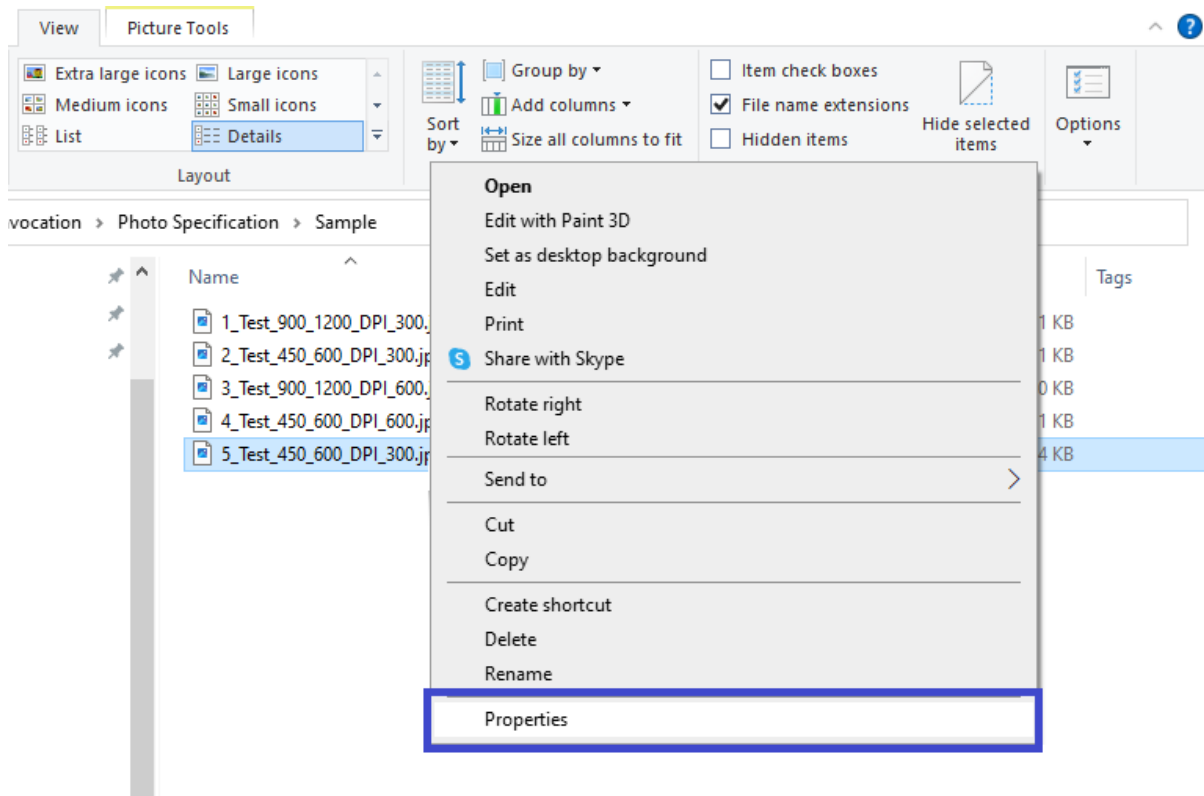 View Picture Tools
?
Extra large icons Large icons
Medium icons Small icons
List Details
Layout
Sort by
Group by
Add columns
Size all columns to fit
Item check boxes
File name extensions
Hidden items
Hide selected items
Options
vocation > Photo Specification > Sample
Name Tags
1_Test_900_1200_DPI_300.j 1 KB
2_Test_450_600_DPI_300.jp 1 KB
3_Test_900_1200_DPI_600.j 0 KB
4_Test_450_600_DPI_600.jp 1 KB
5_Test_450_600_DPI_300.jp 4 KB
Open
Edit with Paint 3D
Set as desktop background
Edit
Print
S Share with Skype
Rotate right
Rotate left
Send to
Cut
Copy
Create shortcut
Delete
Rename
Properties